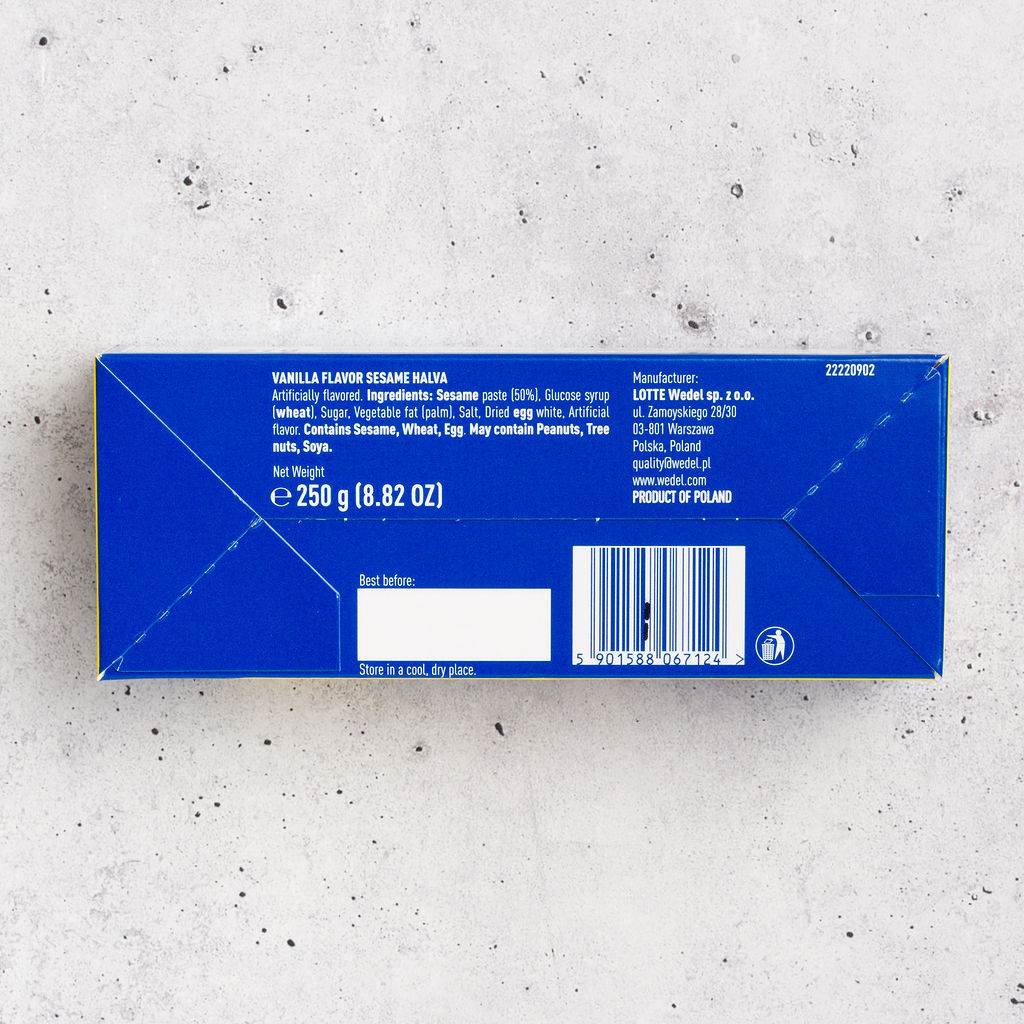 VANILLA FLAVOR SESAME HALVA
Artificially flavored. Ingredients: Sesame paste (50%), Glucose syrup
(wheat), Sugar, Vegetable fat (palm), Salt, Dried egg white, Artificial
flavor. Contains Sesame, Wheat, Egg. May contain Peanuts, Tree
nuts, Soya.
Net Weight
℮ 250 g (8.82 OZ)
Manufacturer:
LOTTE Wedel sp. z o.o.
ul. Zamoyskiego 28/30
03-801 Warszawa
Polska, Poland
quality@wedel.pl
www.wedel.com
PRODUCT OF POLAND
22220902
Best before:
Store in a cool, dry place.
5 901588 067124 >